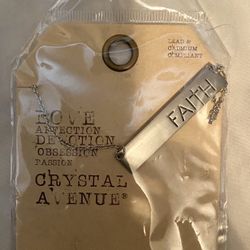 LEAD &
CADMIUM
COMPLIANT
FAITH
LOVE
AFFECTION
DEVOTION
OBSESSION
PASSION
CRYSTAL
AVENUE®